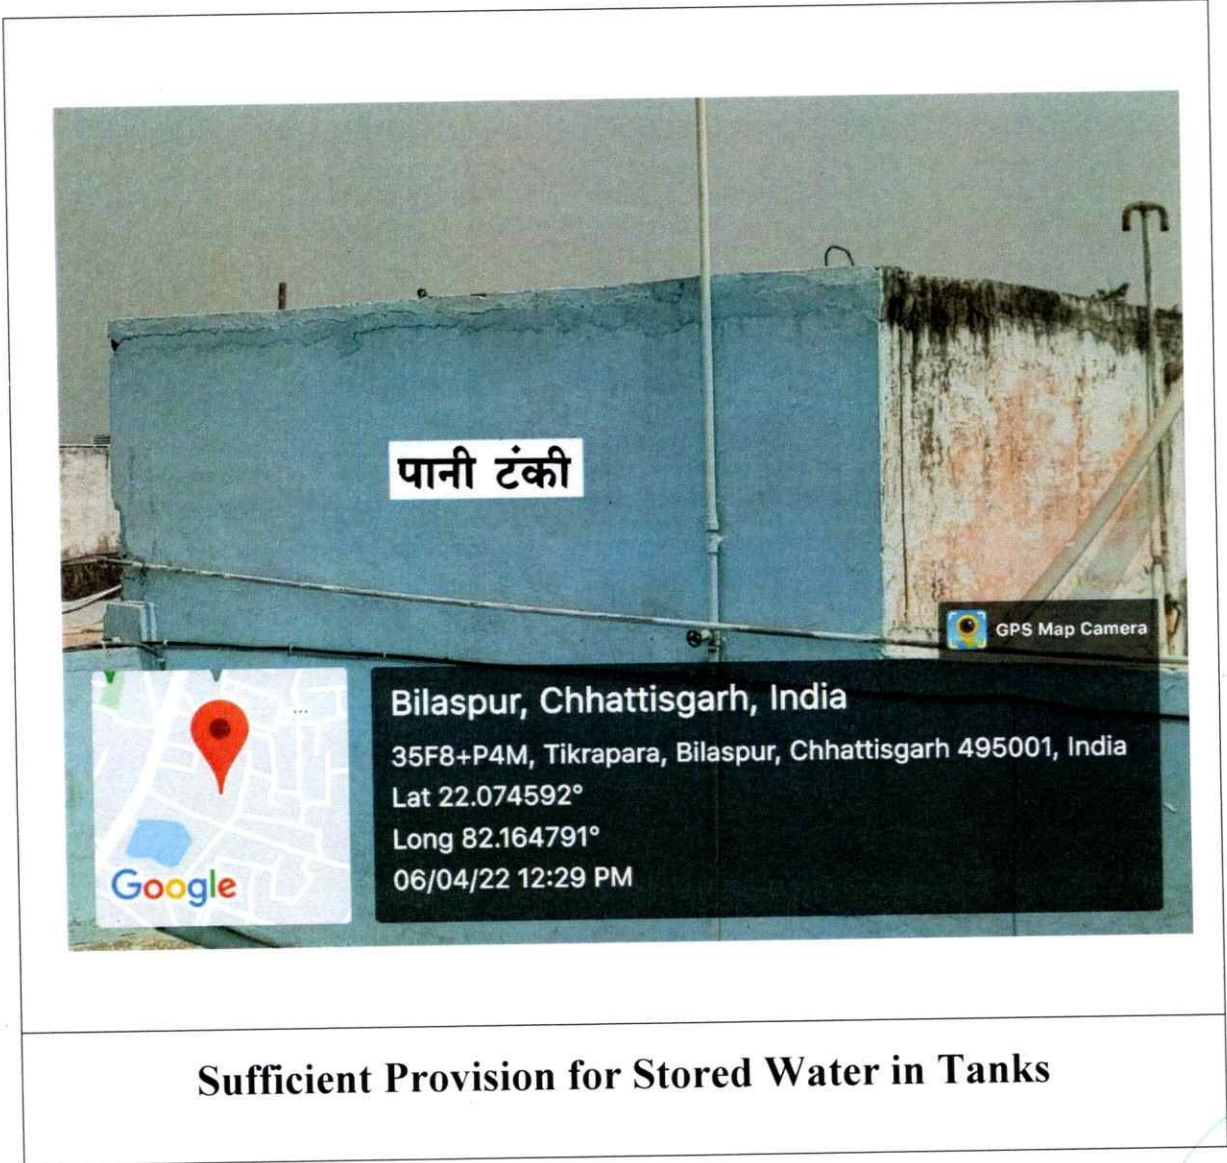 पानी टंकी
GPS Map Camera
Bilaspur, Chhattisgarh, India
35F8+P4M, Tikrapara, Bilaspur, Chhattisgarh 495001, India
Lat 22.074592°
Long 82.164791°
06/04/22 12:29 PM
Google
Sufficient Provision for Stored Water in Tanks